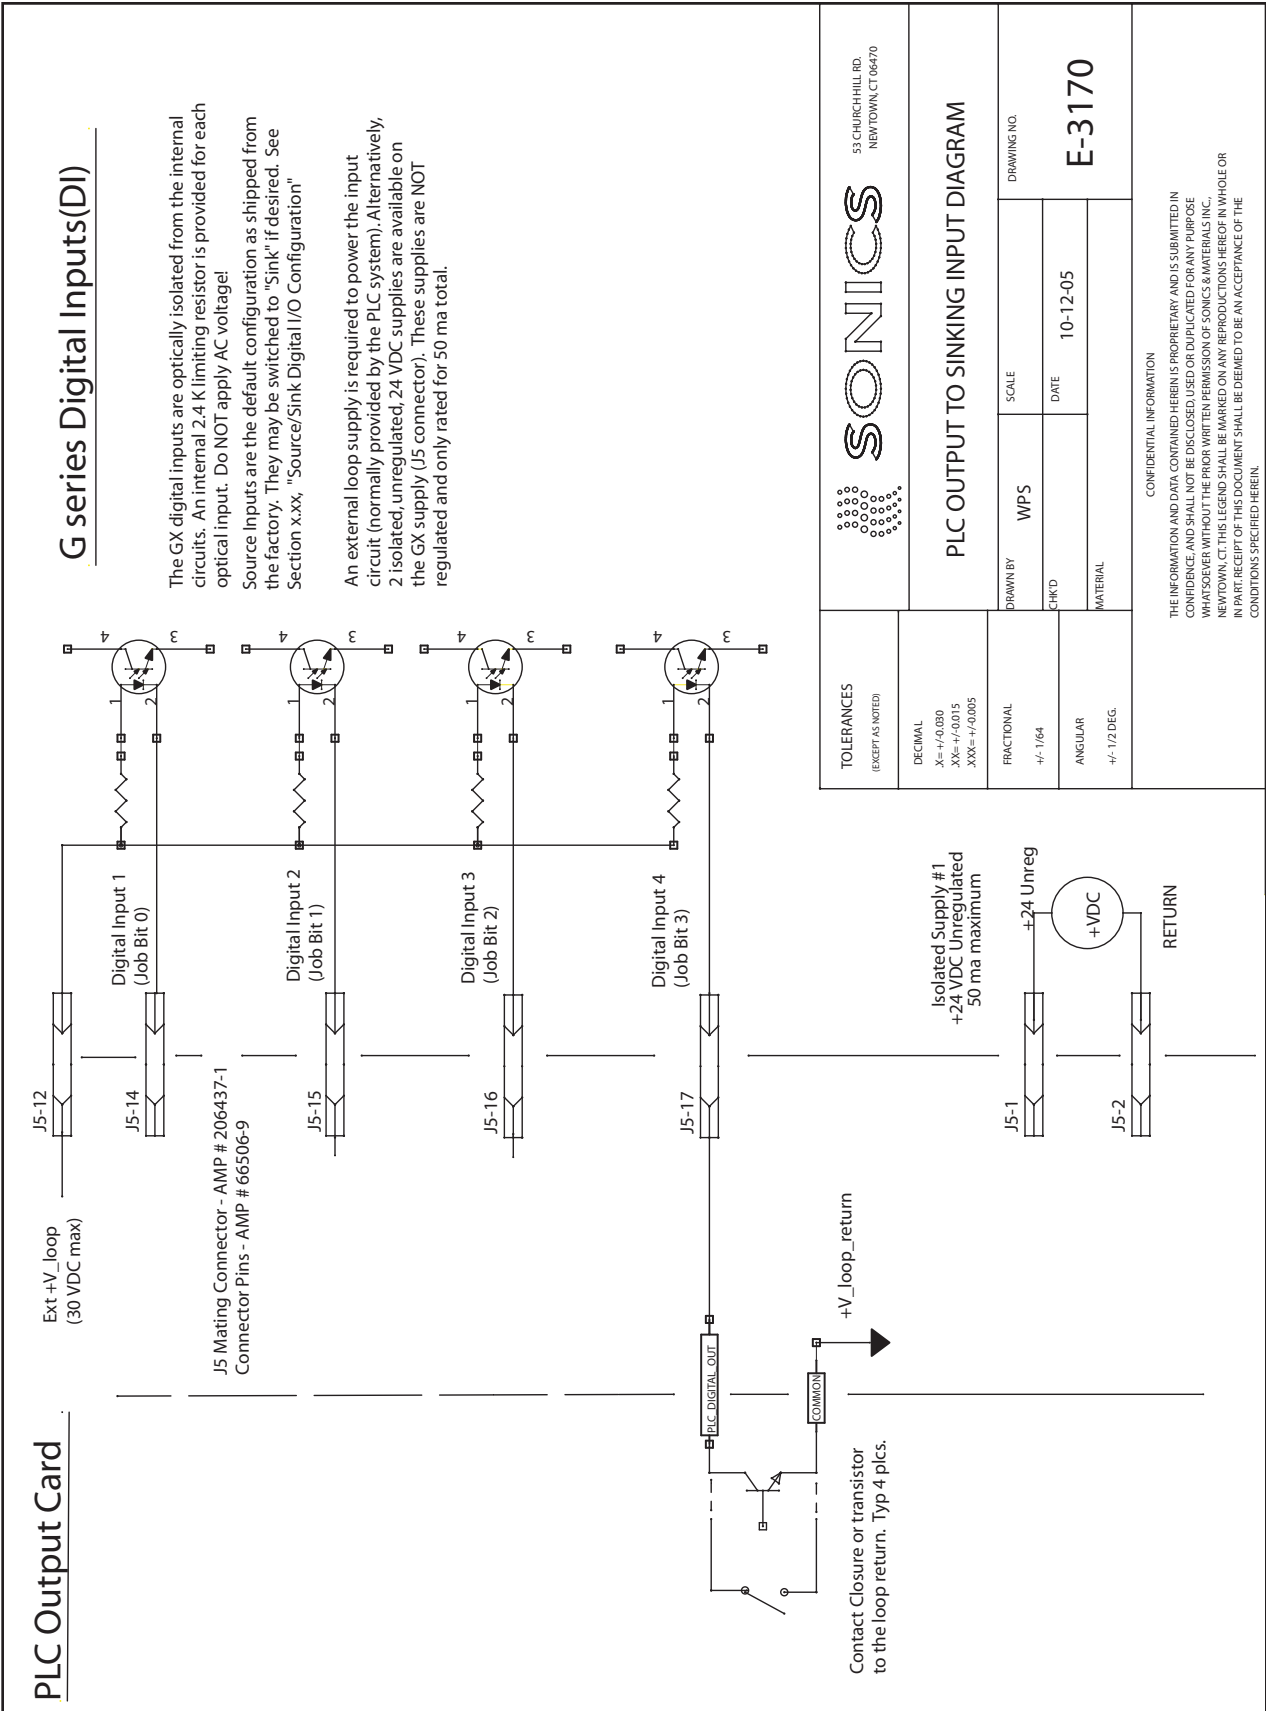 PLC Output Card
G series Digital Inputs(DI)
Ext +V_loop
(30 VDC max)
J5-12
J5-14
Digital Input 1
(Job Bit 0)
1
2
4
3
J5 Mating Connector - AMP # 206437-1
Connector Pins - AMP # 66506-9
J5-15
Digital Input 2
(Job Bit 1)
1
2
4
3
J5-16
Digital Input 3
(Job Bit 2)
1
2
4
3
J5-17
Digital Input 4
(Job Bit 3)
1
2
4
3
The GX digital inputs are optically isolated from the internal
circuits. An internal 2.4 K limiting resistor is provided for each
optical input. Do NOT apply AC voltage!
Source Inputs are the default configuration as shipped from
the factory. They may be switched to "Sink" if desired. See
Section x.xx, "Source/Sink Digital I/O Configuration"
An external loop supply is required to power the input
circuit (normally provided by the PLC system). Alternatively,
2 isolated, unregulated, 24 VDC supplies are available on
the GX supply (J5 connector). These supplies are NOT
regulated and only rated for 50 ma total.
PLC_DIGITAL_OUT
COMMON
+V_loop_return
Contact Closure or transistor
to the loop return. Typ 4 plcs.
Isolated Supply #1
+24 VDC Unregulated
50 ma maximum
J5-1
+24 Unreg
+VDC
J5-2
RETURN
TOLERANCES
(EXCEPT AS NOTED)
DECIMAL
.X= +/-0.030
.XX= +/-0.015
.XXX= +/-0.005
FRACTIONAL
+/- 1/64
ANGULAR
+/- 1/2 DEG.
SONICS
53 CHURCH HILL RD.
NEWTOWN, CT 06470
PLC OUTPUT TO SINKING INPUT DIAGRAM
DRAWN BY
WPS
SCALE
DRAWING NO.
E-3170
CHK'D
DATE
10-12-05
MATERIAL
CONFIDENTIAL INFORMATION
THE INFORMATION AND DATA CONTAINED HEREIN IS PROPRIETARY AND IS SUBMITTED IN
CONFIDENCE, AND SHALL NOT BE DISCLOSED, USED OR DUPLICATED FOR ANY PURPOSE
WHATSOEVER WITHOUT THE PRIOR WRITTEN PERMISSION OF SONICS & MATERIALS INC.,
NEWTOWN, CT. THIS LEGEND SHALL BE MARKED ON ANY REPRODUCTIONS HEREOF IN WHOLE OR
IN PART. RECEIPT OF THIS DOCUMENT SHALL BE DEEMED TO BE AN ACCEPTANCE OF THE
CONDITIONS SPECIFIED HEREIN.